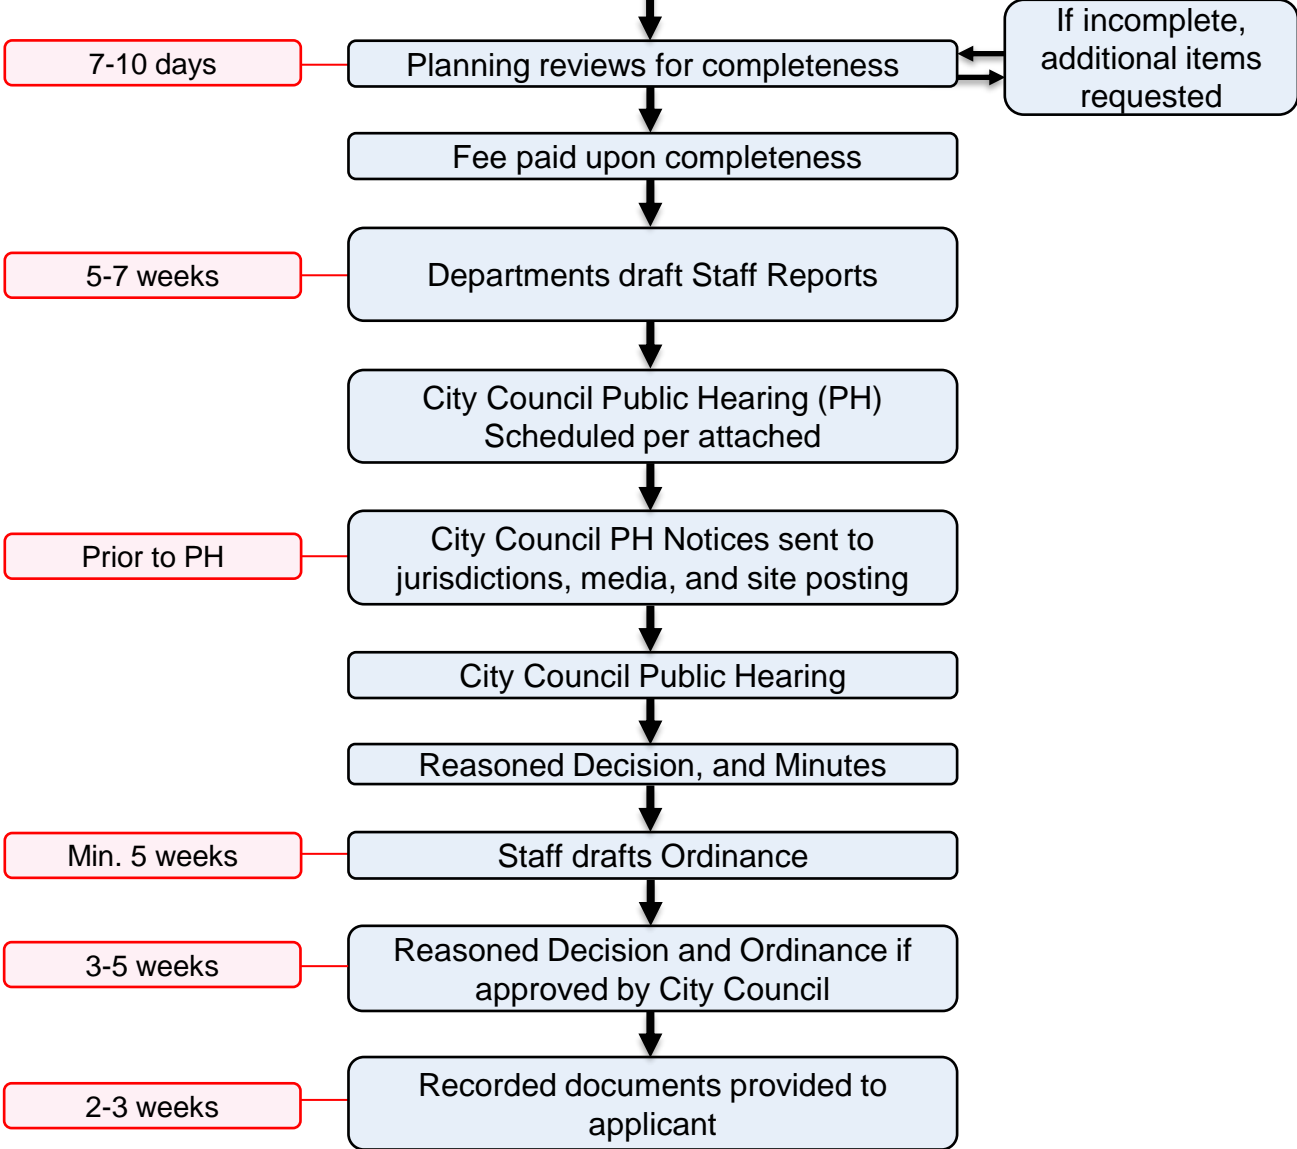 If incomplete,
additional items
requested
7-10 days
Planning reviews for completeness
Fee paid upon completeness
5-7 weeks
Departments draft Staff Reports
City Council Public Hearing (PH)
Scheduled per attached
Prior to PH
City Council PH Notices sent to
jurisdictions, media, and site posting
City Council Public Hearing
Reasoned Decision, and Minutes
Min. 5 weeks
Staff drafts Ordinance
3-5 weeks
Reasoned Decision and Ordinance if
approved by City Council
2-3 weeks
Recorded documents provided to
applicant